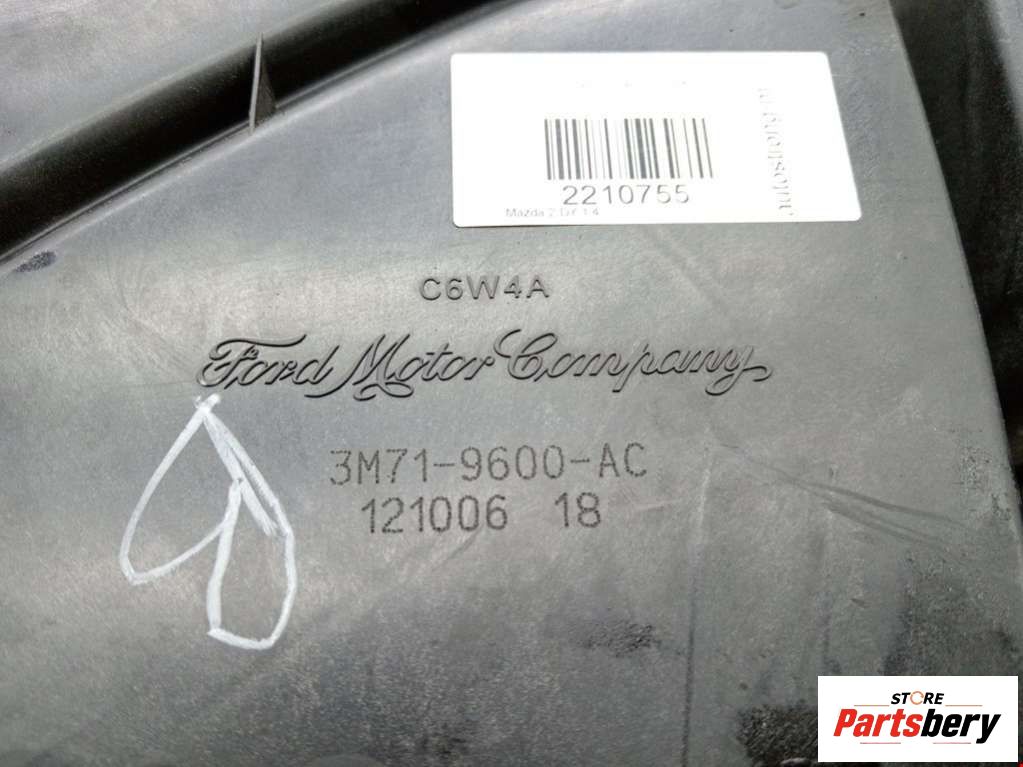 2210755
Mazda 2 DY 1.4
C6W4A
Ford Motor Company
3M71-9600-AC
121006 18
STORE
Partsbery